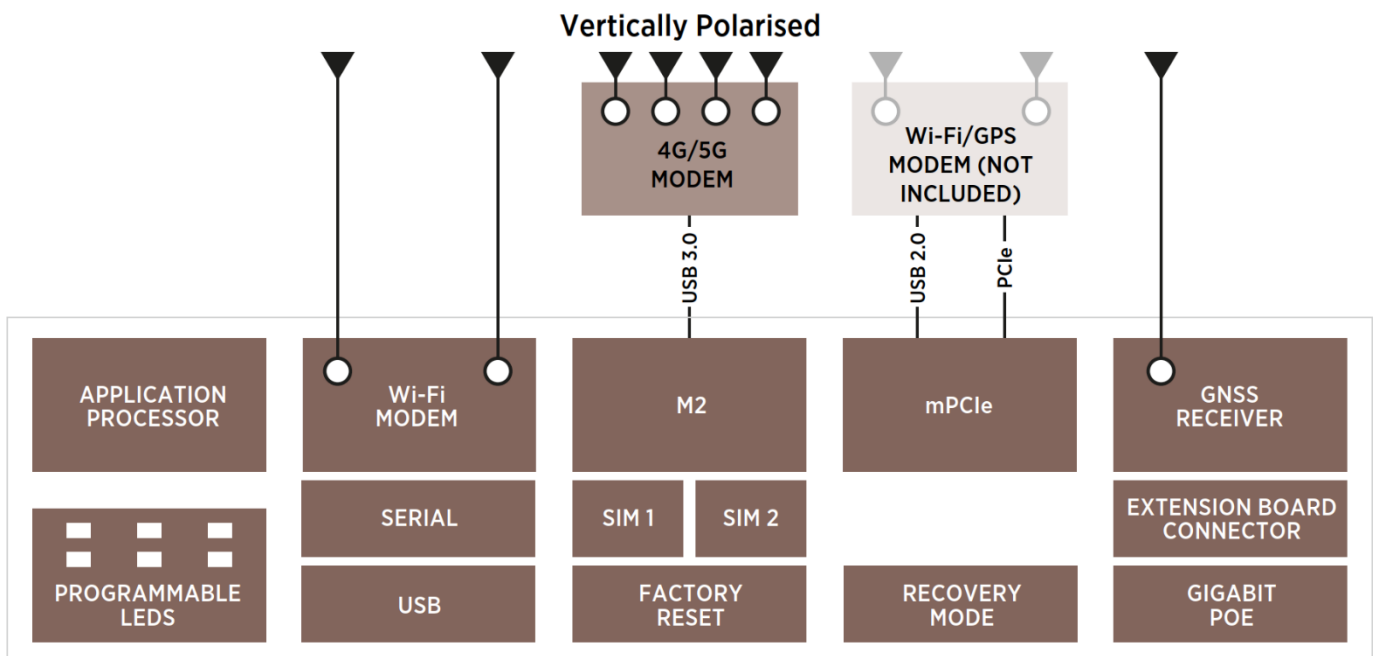 Vertically Polarised
4G/5G
MODEM
Wi-Fi/GPS
MODEM (NOT
INCLUDED)
USB 3.0
USB 2.0
PCIe
APPLICATION
PROCESSOR
Wi-Fi
MODEM
M2
mPCIe
GNSS
RECEIVER
SERIAL
SIM 1
SIM 2
EXTENSION BOARD
CONNECTOR
PROGRAMMABLE
LEDS
USB
FACTORY
RESET
RECOVERY
MODE
GIGABIT
POE